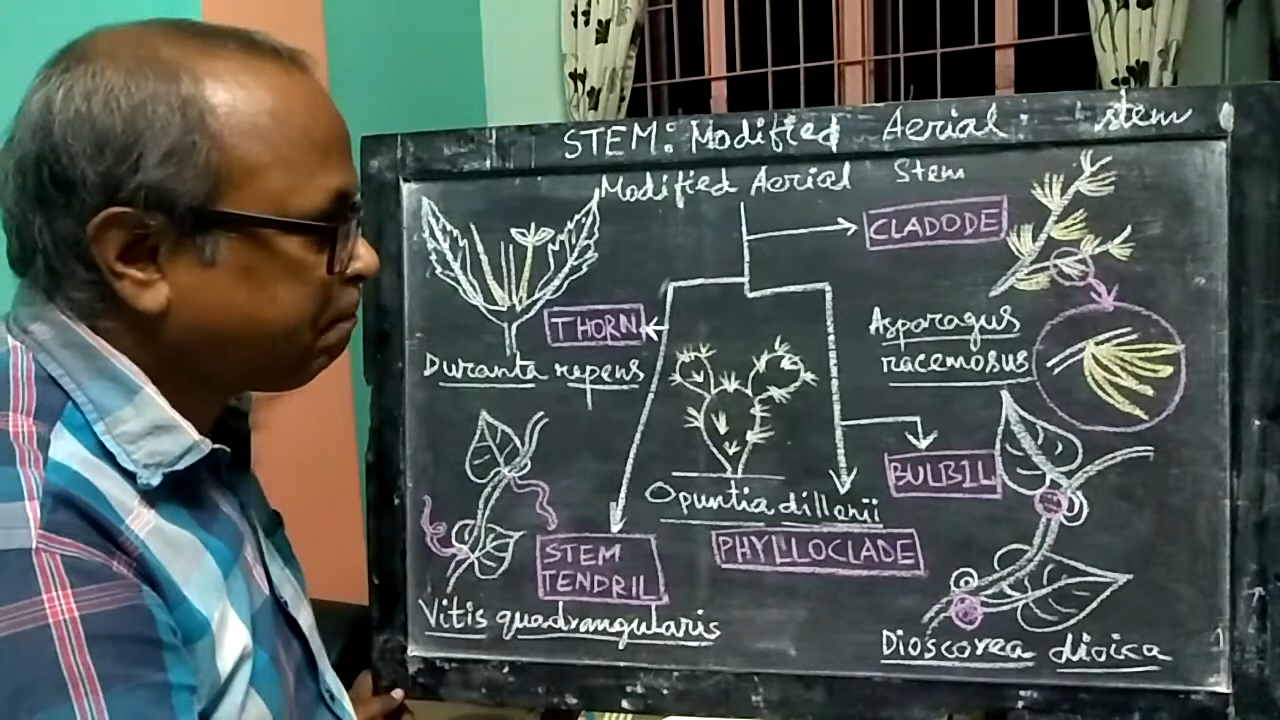 STEM: Modified Aerial stem
Modified Aerial Stem
CLADODE
THORN
Duranta repens
Asparagus
racemosus
BULBIL
Opuntia dillenii
PHYLLOCLADE
STEM
TENDRIL
Vitis quadrangularis
Dioscorea dioica